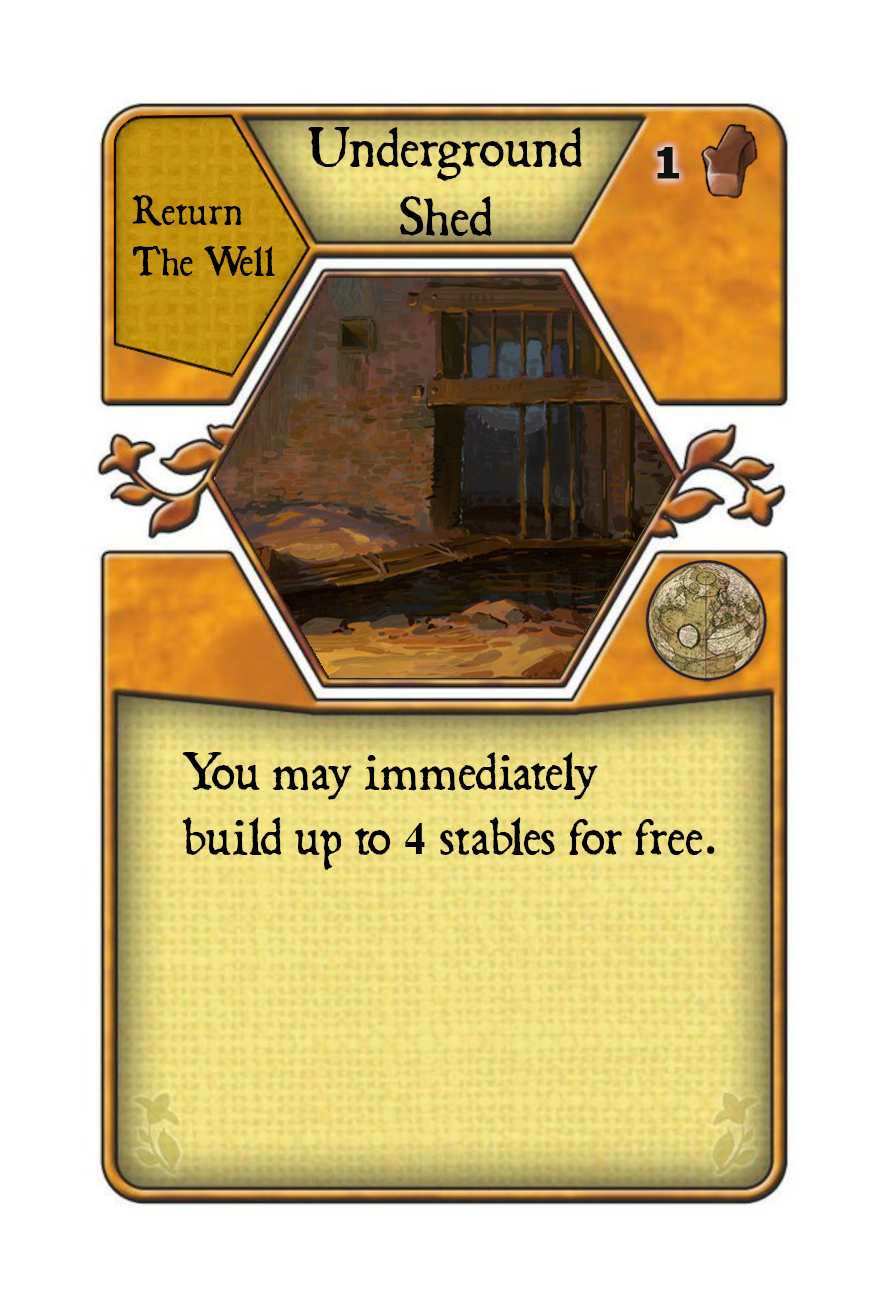 Underground
Shed
1
Return
The Well
You may immediately
build up to 4 stables for free.